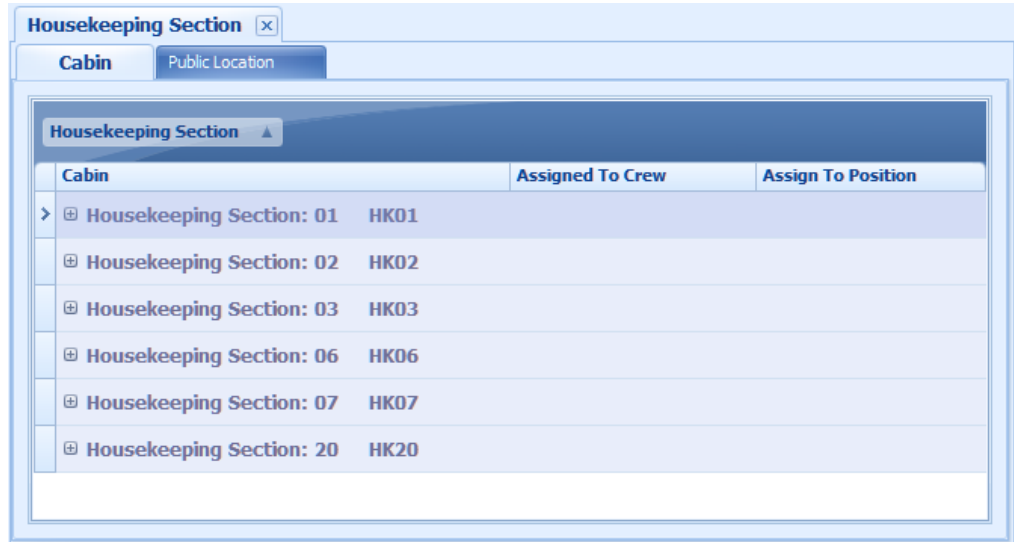 Housekeeping Section
Cabin Public Location
Housekeeping Section
Cabin Assigned To Crew Assign To Position
Housekeeping Section: 01 HK01
Housekeeping Section: 02 HK02
Housekeeping Section: 03 HK03
Housekeeping Section: 06 HK06
Housekeeping Section: 07 HK07
Housekeeping Section: 20 HK20